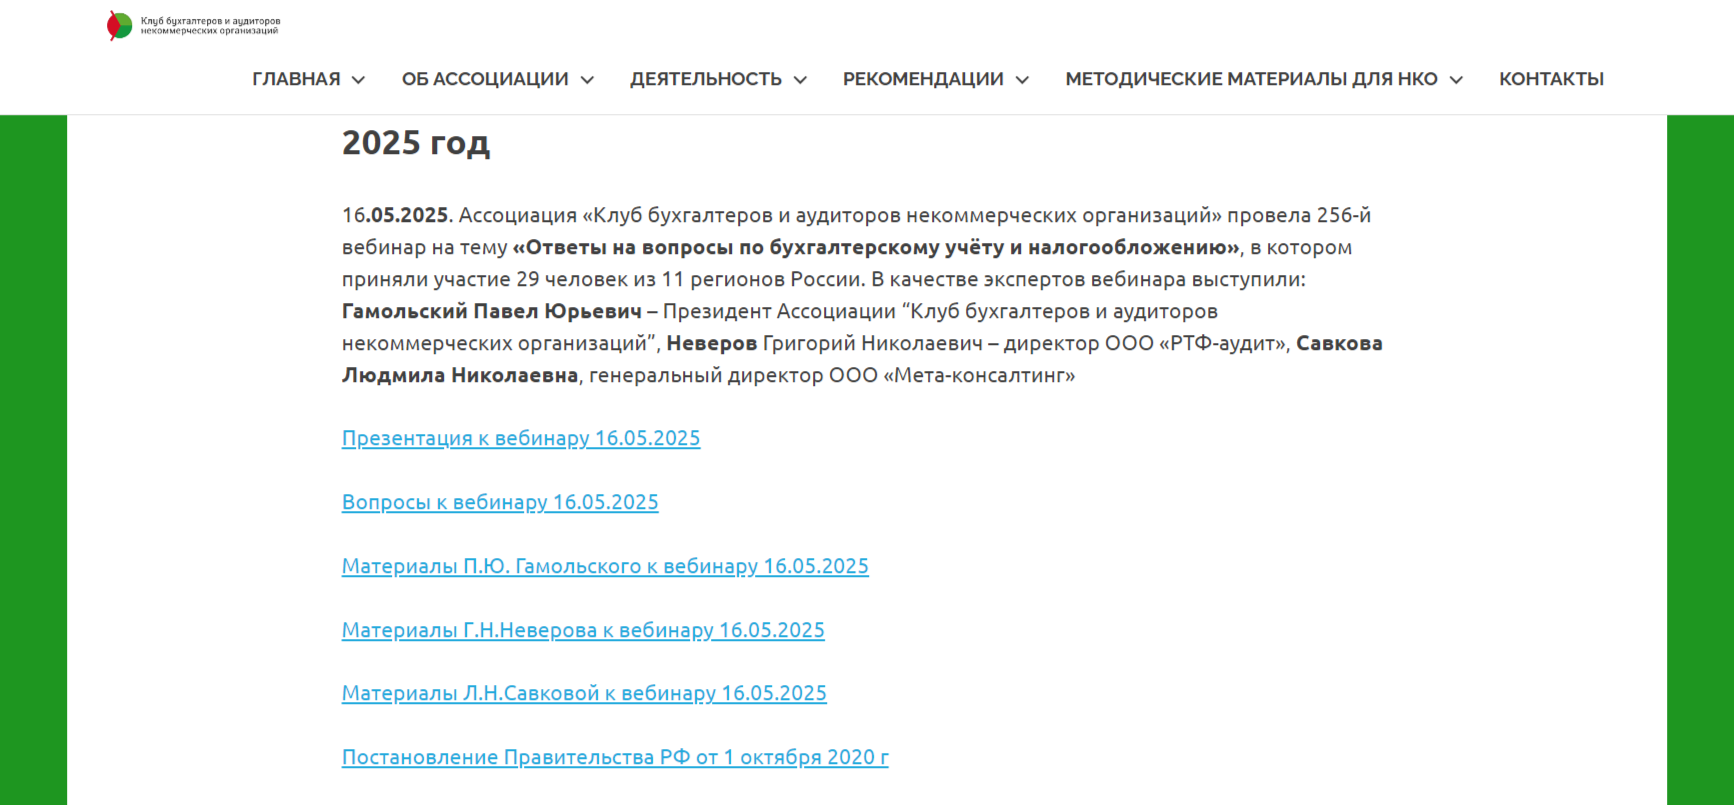 Клуб бухгалтеров и аудиторов
некоммерческих организаций
ГЛАВНАЯ ОБ АССОЦИАЦИИ ДЕЯТЕЛЬНОСТЬ РЕКОМЕНДАЦИИ МЕТОДИЧЕСКИЕ МАТЕРИАЛЫ ДЛЯ НКО КОНТАКТЫ
2025 год
16.05.2025. Ассоциация «Клуб бухгалтеров и аудиторов некоммерческих организаций» провела 256-й
вебинар на тему «Ответы на вопросы по бухгалтерскому учёту и налогообложению», в котором
приняли участие 29 человек из 11 регионов России. В качестве экспертов вебинара выступили:
Гамольский Павел Юрьевич – Президент Ассоциации “Клуб бухгалтеров и аудиторов
некоммерческих организаций”, Неверов Григорий Николаевич – директор ООО «РТФ-аудит», Савкова
Людмила Николаевна, генеральный директор ООО «Мета-консалтинг»
Презентация к вебинару 16.05.2025
Вопросы к вебинару 16.05.2025
Материалы П.Ю. Гамольского к вебинару 16.05.2025
Материалы Г.Н.Неверова к вебинару 16.05.2025
Материалы Л.Н.Савковой к вебинару 16.05.2025
Постановление Правительства РФ от 1 октября 2020 г